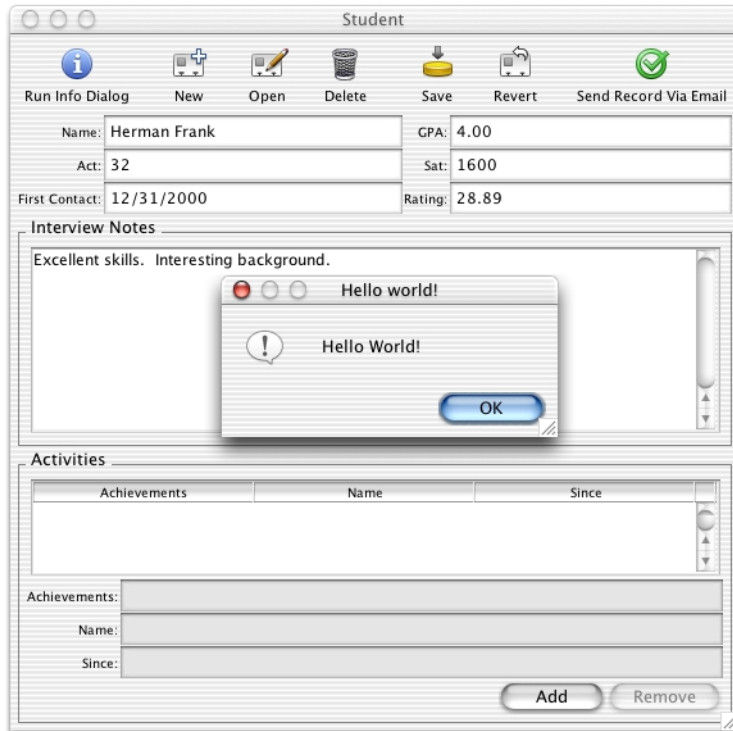 Student
Run Info Dialog New Open Delete Save Revert Send Record Via Email
Name: Herman Frank GPA: 4.00
Act: 32 Sat: 1600
First Contact: 12/31/2000 Rating: 28.89
Interview Notes
Excellent skills. Interesting background.
Hello world!
Hello World!
OK
Activities
Achievements Name Since
Achievements:
Name:
Since:
Add Remove